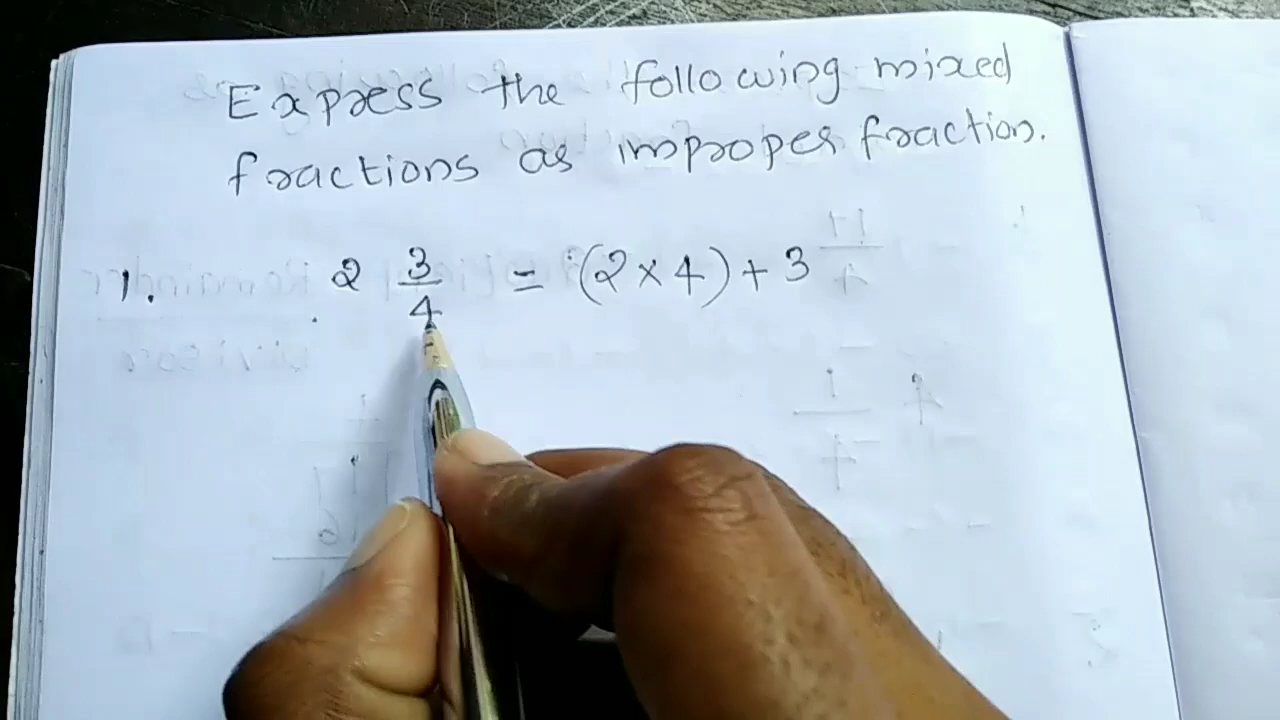 Express the following mixed
fractions as improper fraction.
1. 2 3/4 = (2 x 4) + 3